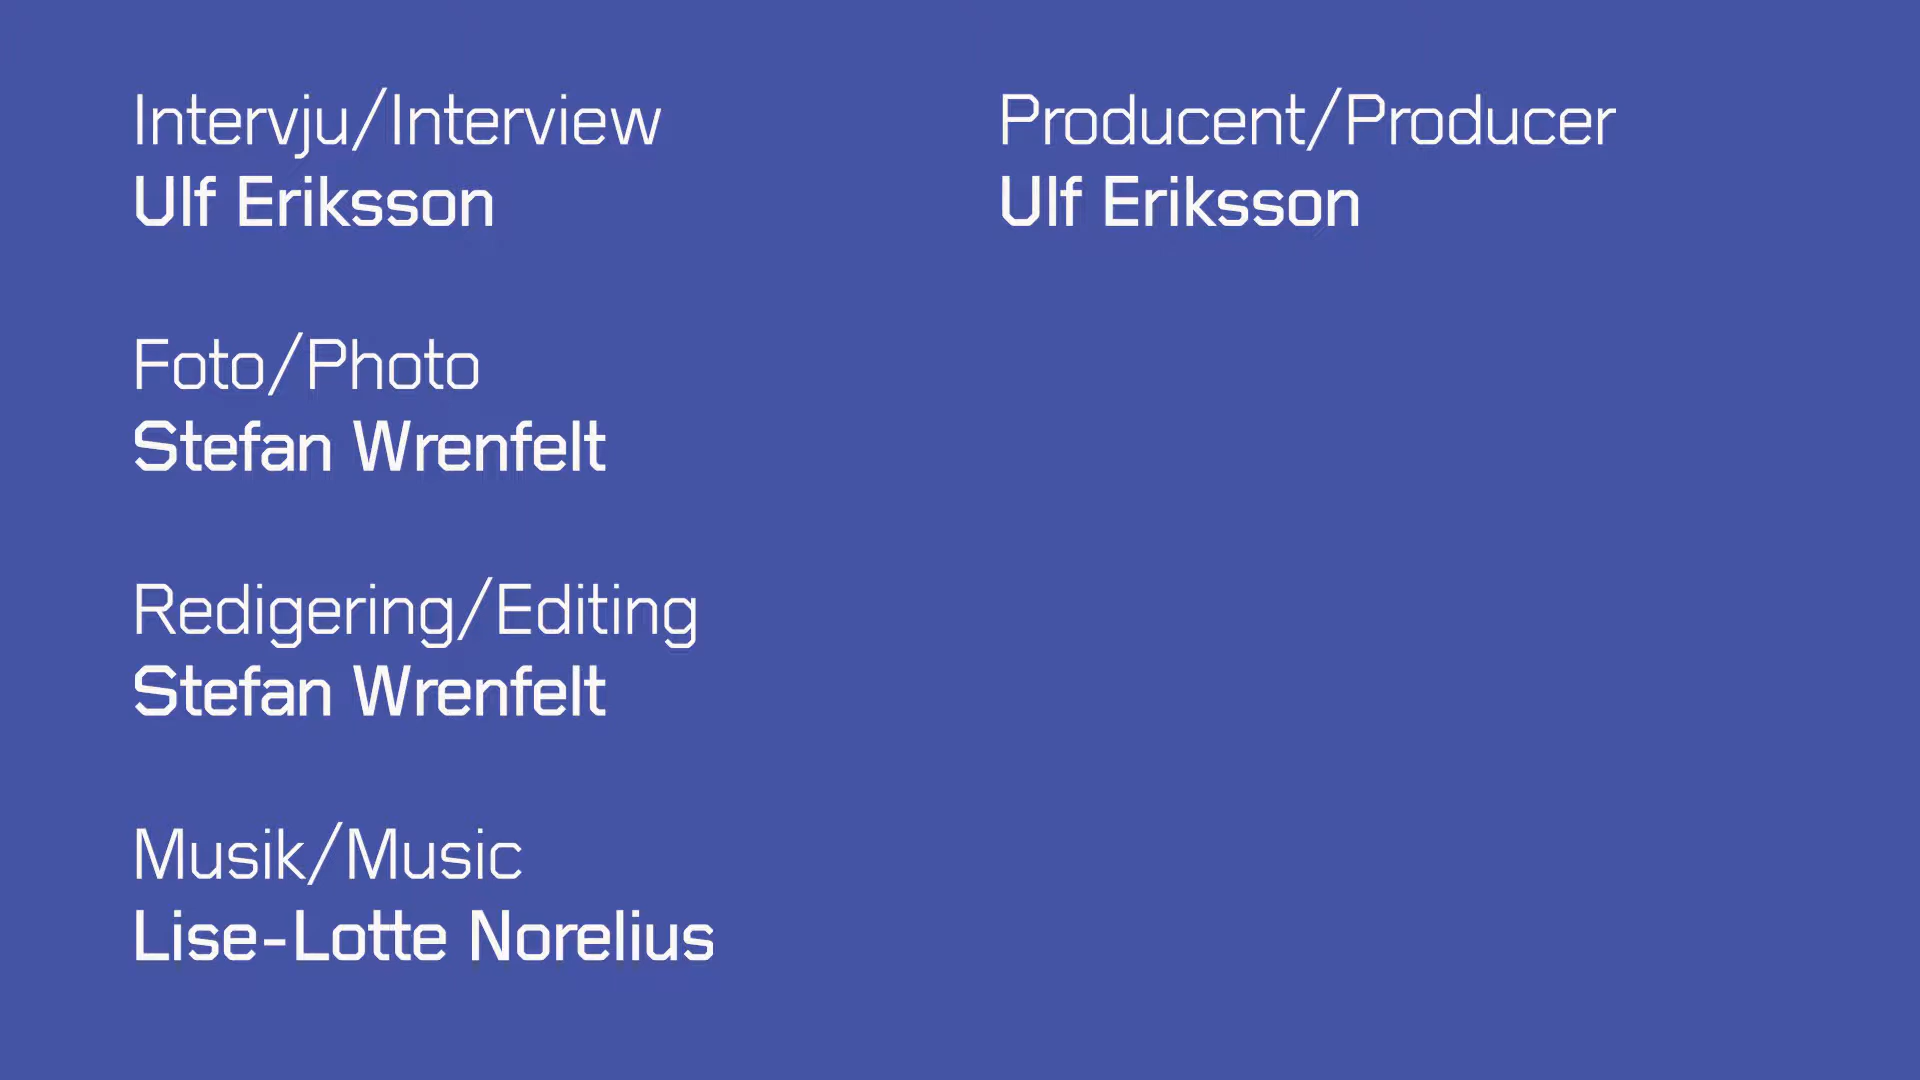 Intervju/Interview
Ulf Eriksson
Foto/Photo
Stefan Wrenfelt
Redigering/Editing
Stefan Wrenfelt
Musik/Music
Lise-Lotte Norelius
Producent/Producer
Ulf Eriksson